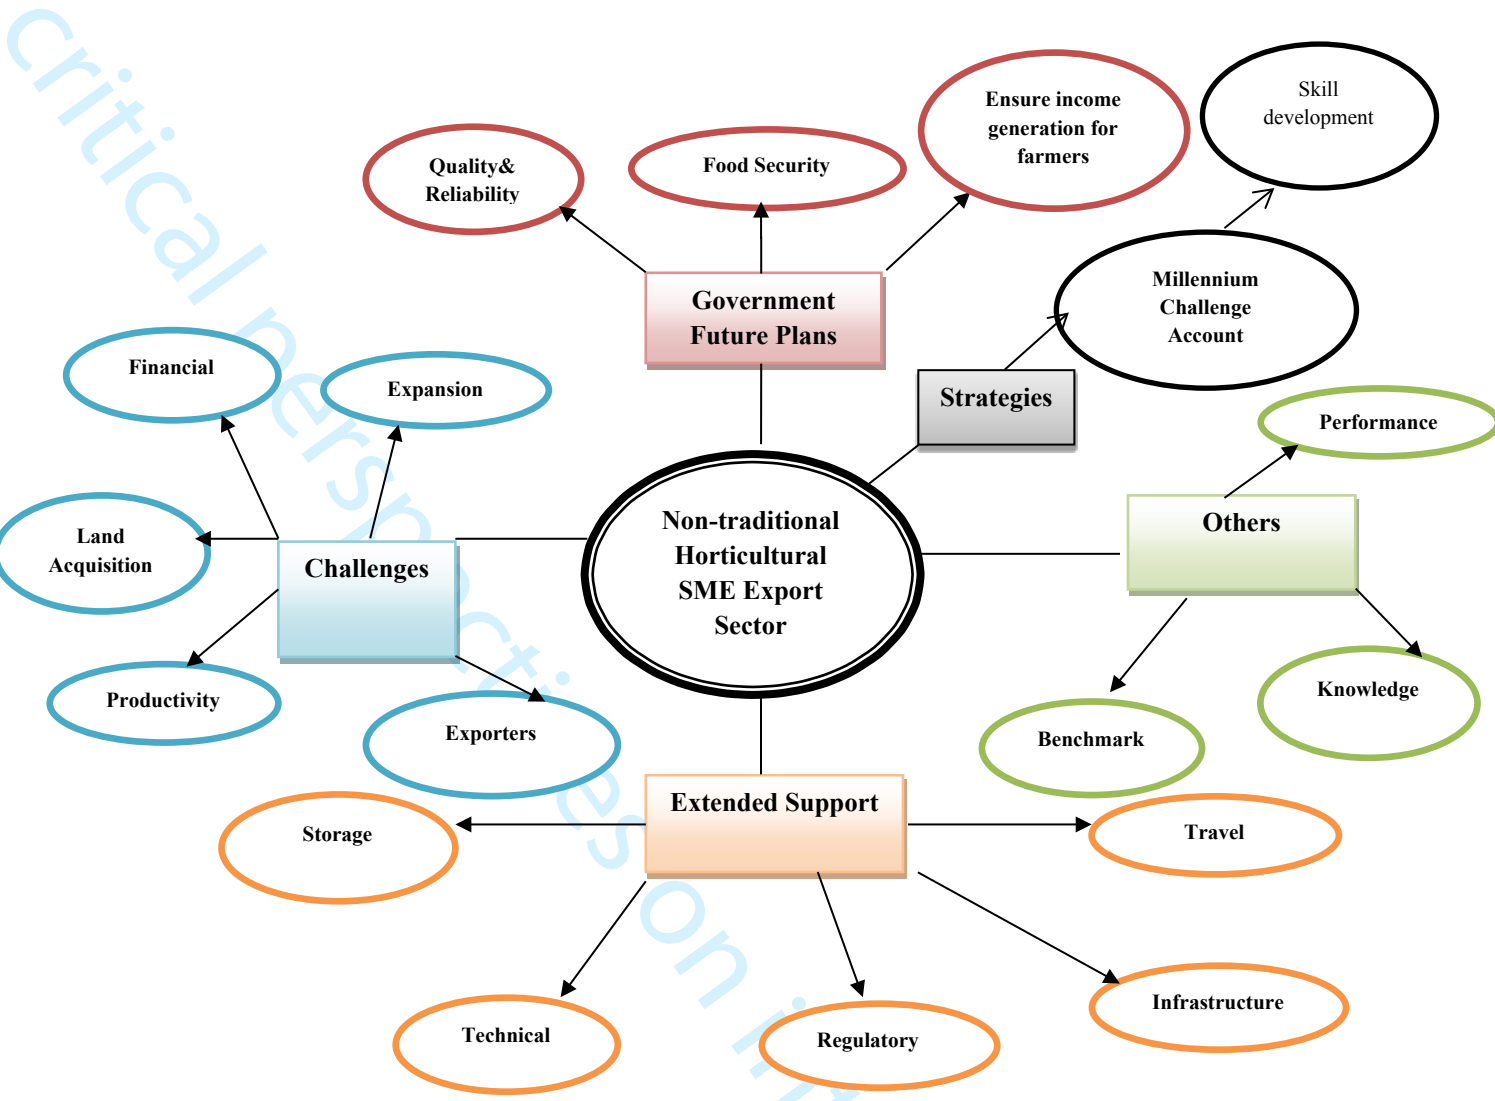 critical perspectives on int
Skill
development
Ensure income
generation for
farmers
Quality&
Reliability
Food Security
Millennium
Challenge
Account
Government
Future Plans
Financial
Expansion
Strategies
Performance
Non-traditional
Horticultural
SME Export
Sector
Others
Land
Acquisition
Challenges
Productivity
Exporters
Knowledge
Benchmark
Extended Support
Storage
Travel
Technical
Regulatory
Infrastructure